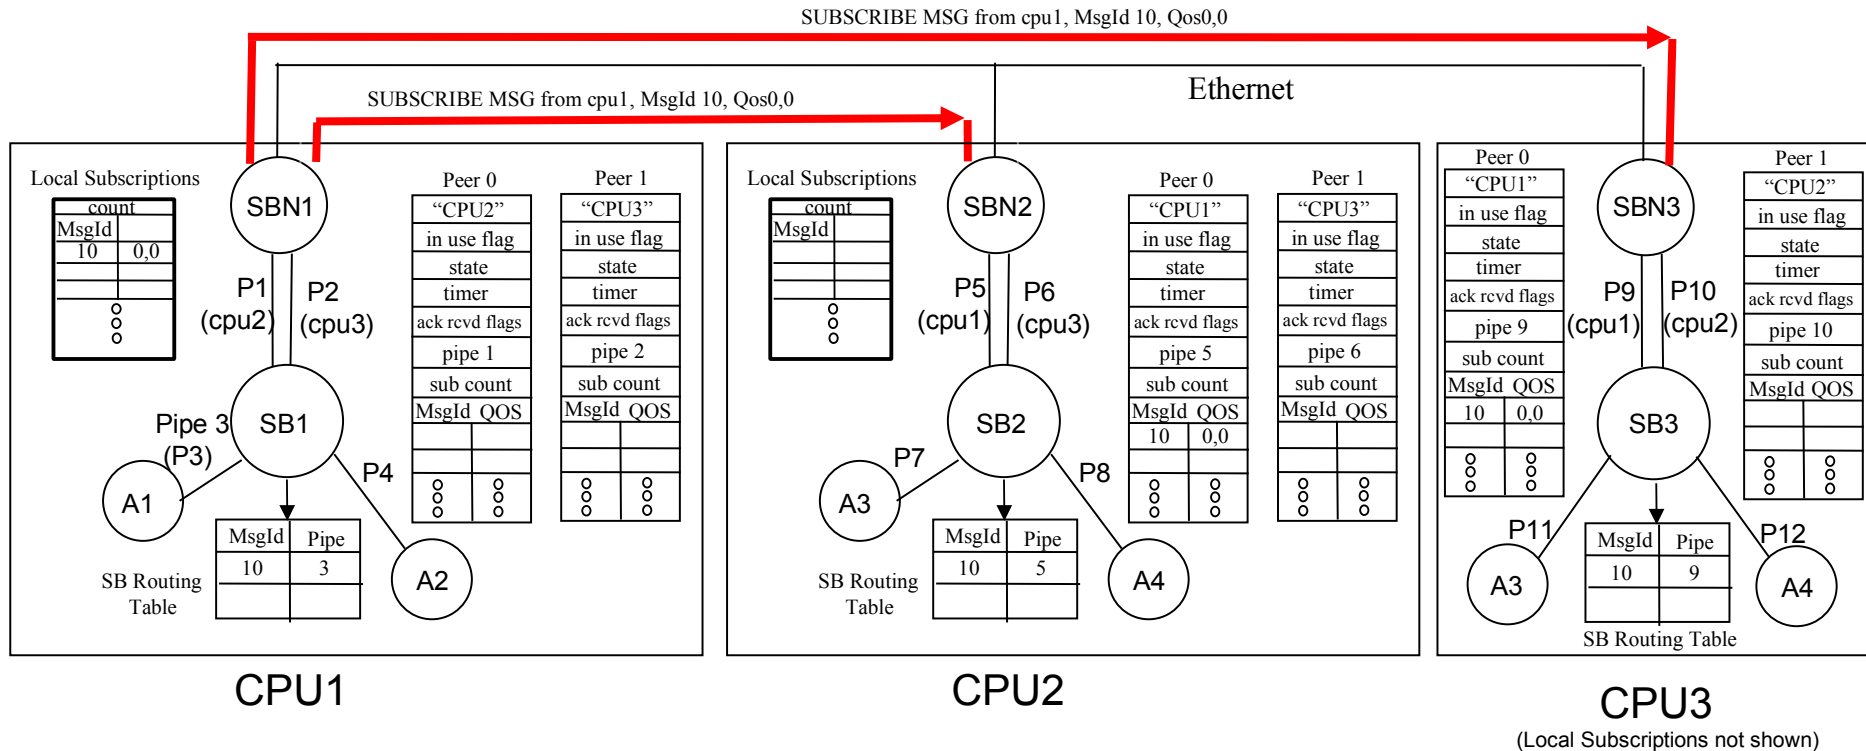 SUBSCRIBE MSG from cpu1, MsgId 10, Qos0,0
Ethernet
SUBSCRIBE MSG from cpu1, MsgId 10, Qos0,0
Local Subscriptions
count
MsgId
10 0,0
SBN1
P1
(cpu2)
P2
(cpu3)
SB1
Pipe 3
(P3)
P4
A1
A2
MsgId Pipe
10 3
SB Routing
Table
Peer 0
“CPU2”
in use flag
state
timer
ack rcvd flags
pipe 1
sub count
MsgId QOS
Peer 1
“CPU3”
in use flag
state
timer
ack rcvd flags
pipe 2
sub count
MsgId QOS
CPU1
Local Subscriptions
count
MsgId
SBN2
P5
(cpu1)
P6
(cpu3)
SB2
P7
P8
A3
A4
MsgId Pipe
10 5
SB Routing
Table
Peer 0
“CPU1”
in use flag
state
timer
ack rcvd flags
pipe 5
sub count
MsgId QOS
10 0,0
Peer 1
“CPU3”
in use flag
state
timer
ack rcvd flags
pipe 6
sub count
MsgId QOS
CPU2
Peer 0
“CPU1”
in use flag
state
timer
ack rcvd flags
pipe 9
sub count
MsgId QOS
10 0,0
SBN3
P9
(cpu1)
P10
(cpu2)
SB3
P11
P12
A3
A4
MsgId Pipe
10 9
SB Routing Table
Peer 1
“CPU2”
in use flag
state
timer
ack rcvd flags
pipe 10
sub count
MsgId QOS
CPU3
(Local Subscriptions not shown)